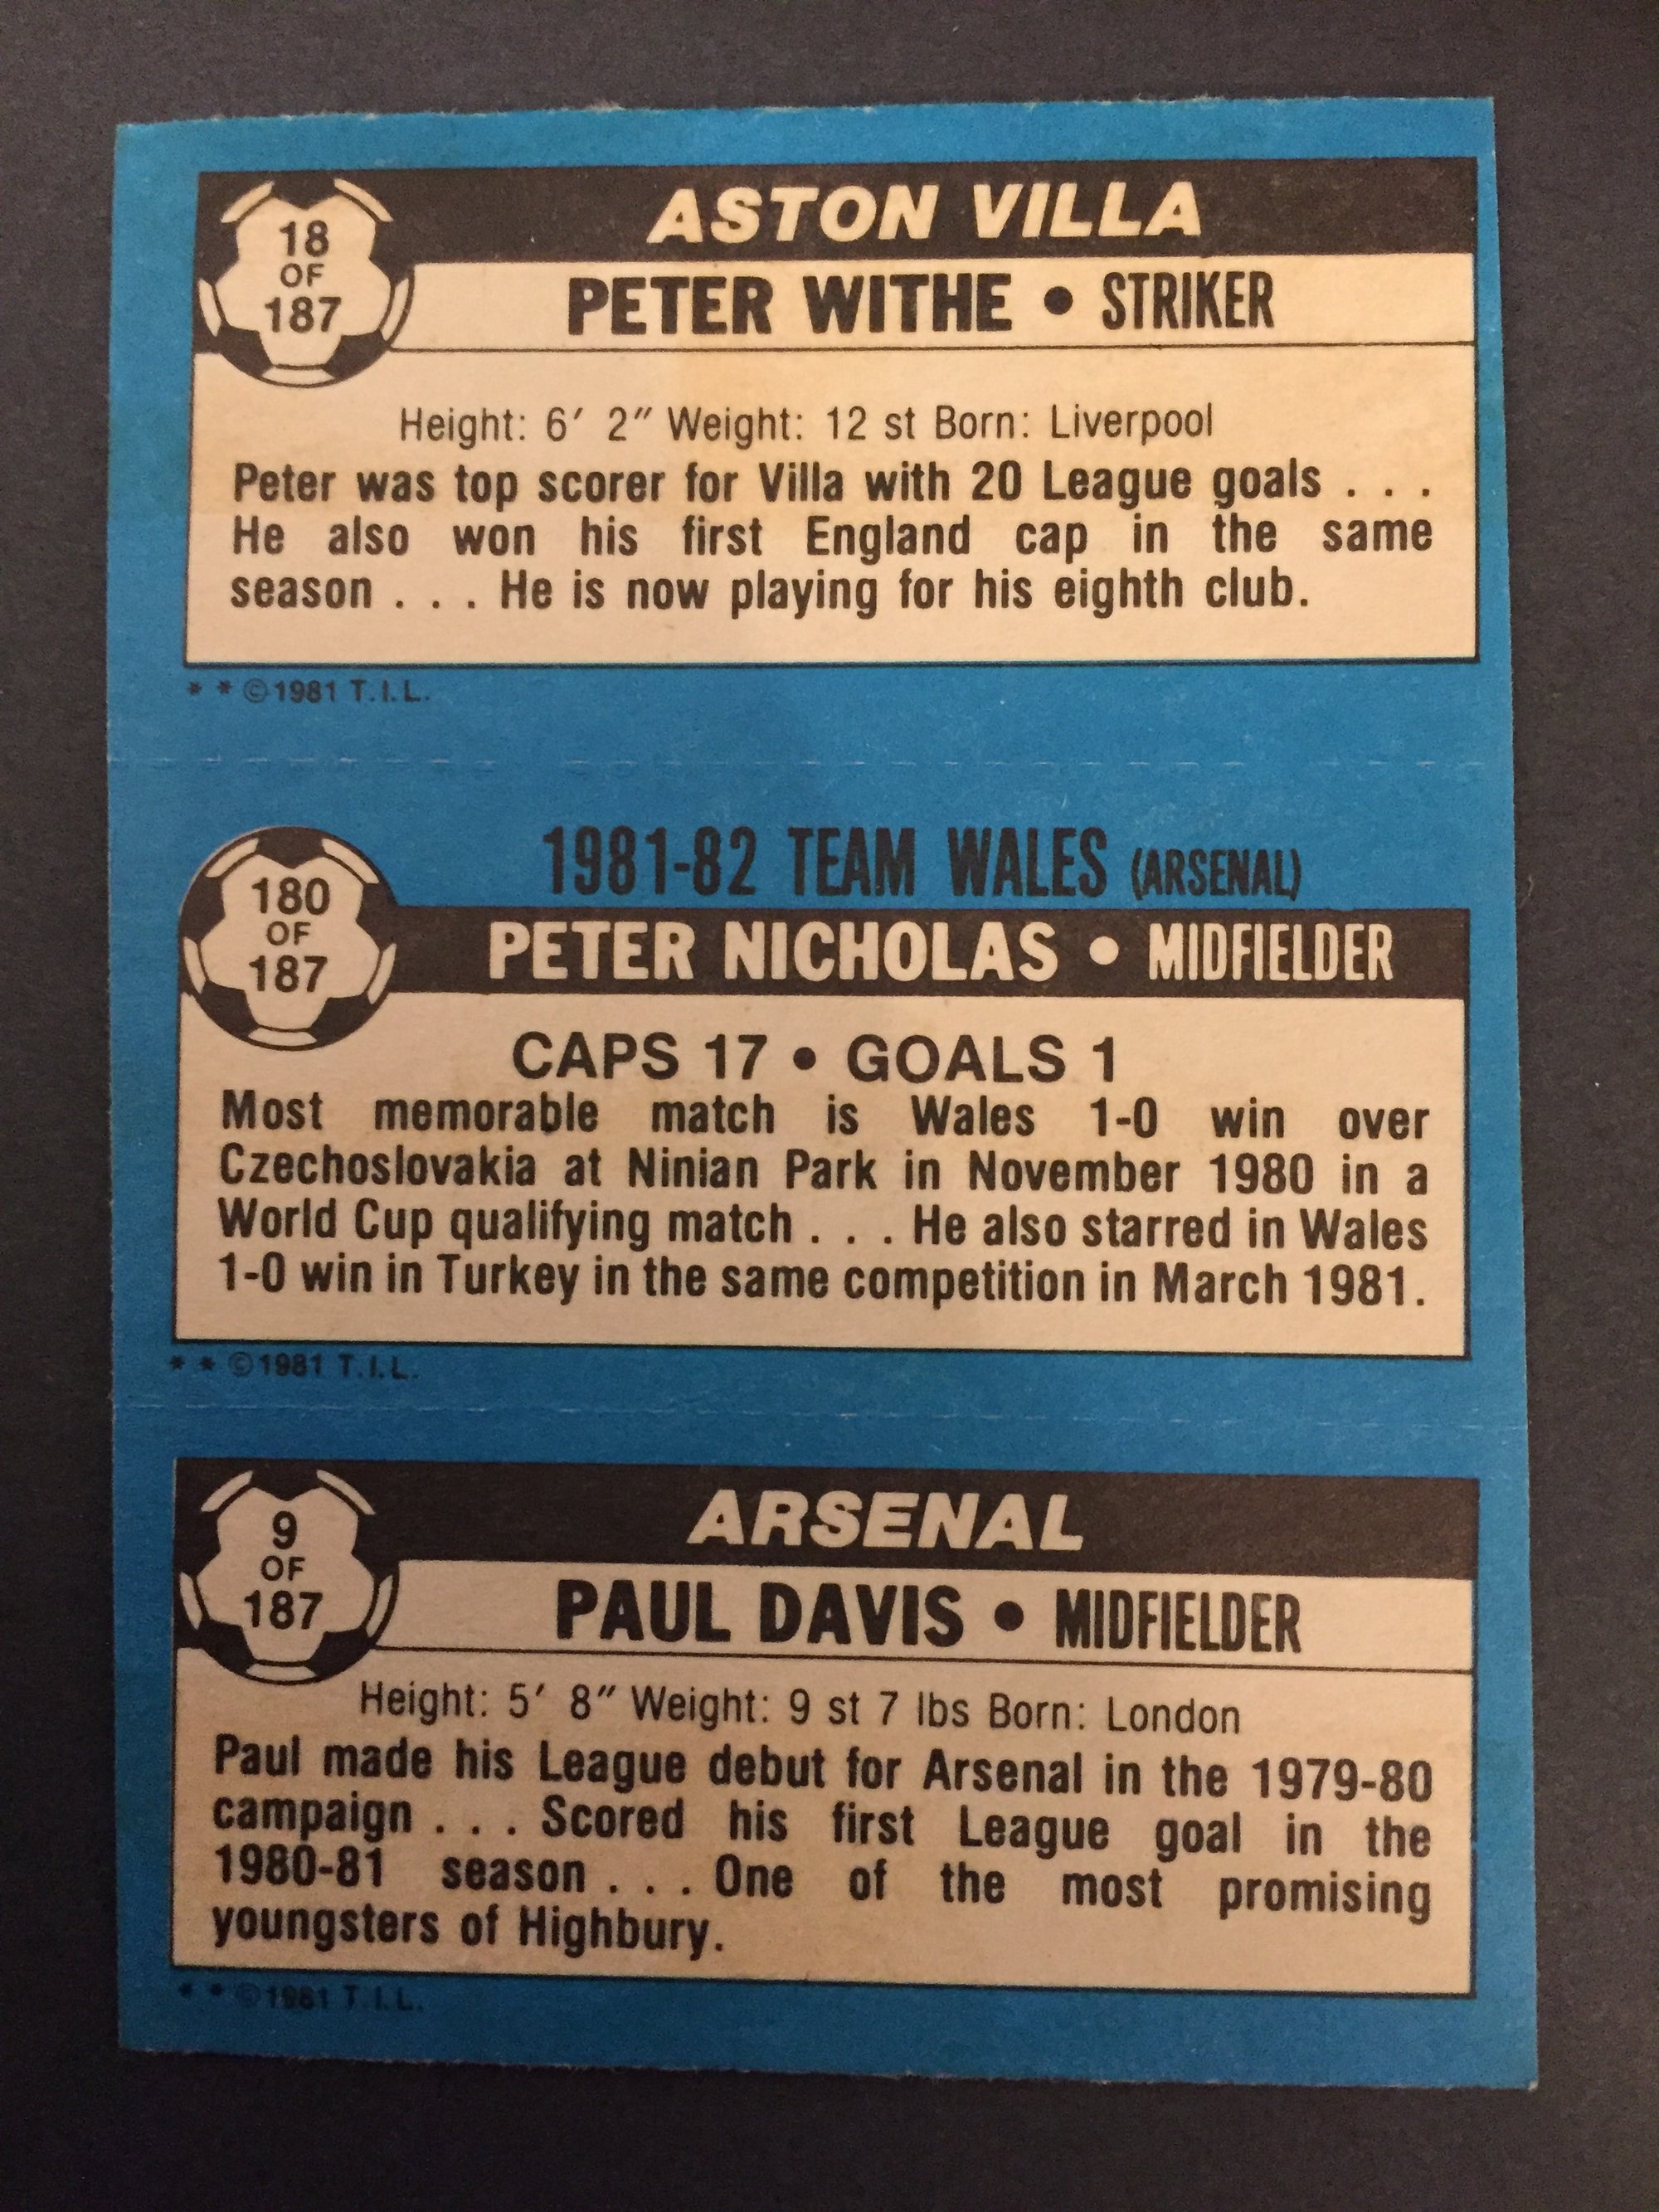 18
OF
187
ASTON VILLA
PETER WITHE • STRIKER
Height: 6′ 2″ Weight: 12 st Born: Liverpool
Peter was top scorer for Villa with 20 League goals . . .
He also won his first England cap in the same
season . . . He is now playing for his eighth club.
* * ©1981 T.I.L.
180
OF
187
1981-82 TEAM WALES (ARSENAL)
PETER NICHOLAS • MIDFIELDER
CAPS 17 • GOALS 1
Most memorable match is Wales 1-0 win over
Czechoslovakia at Ninian Park in November 1980 in a
World Cup qualifying match . . . He also starred in Wales
1-0 win in Turkey in the same competition in March 1981.
* * ©1981 T.I.L.
9
OF
187
ARSENAL
PAUL DAVIS • MIDFIELDER
Height: 5′ 8″ Weight: 9 st 7 lbs Born: London
Paul made his League debut for Arsenal in the 1979-80
campaign . . . Scored his first League goal in the
1980-81 season . . . One of the most promising
youngsters of Highbury.
* * ©1981 T.I.L.